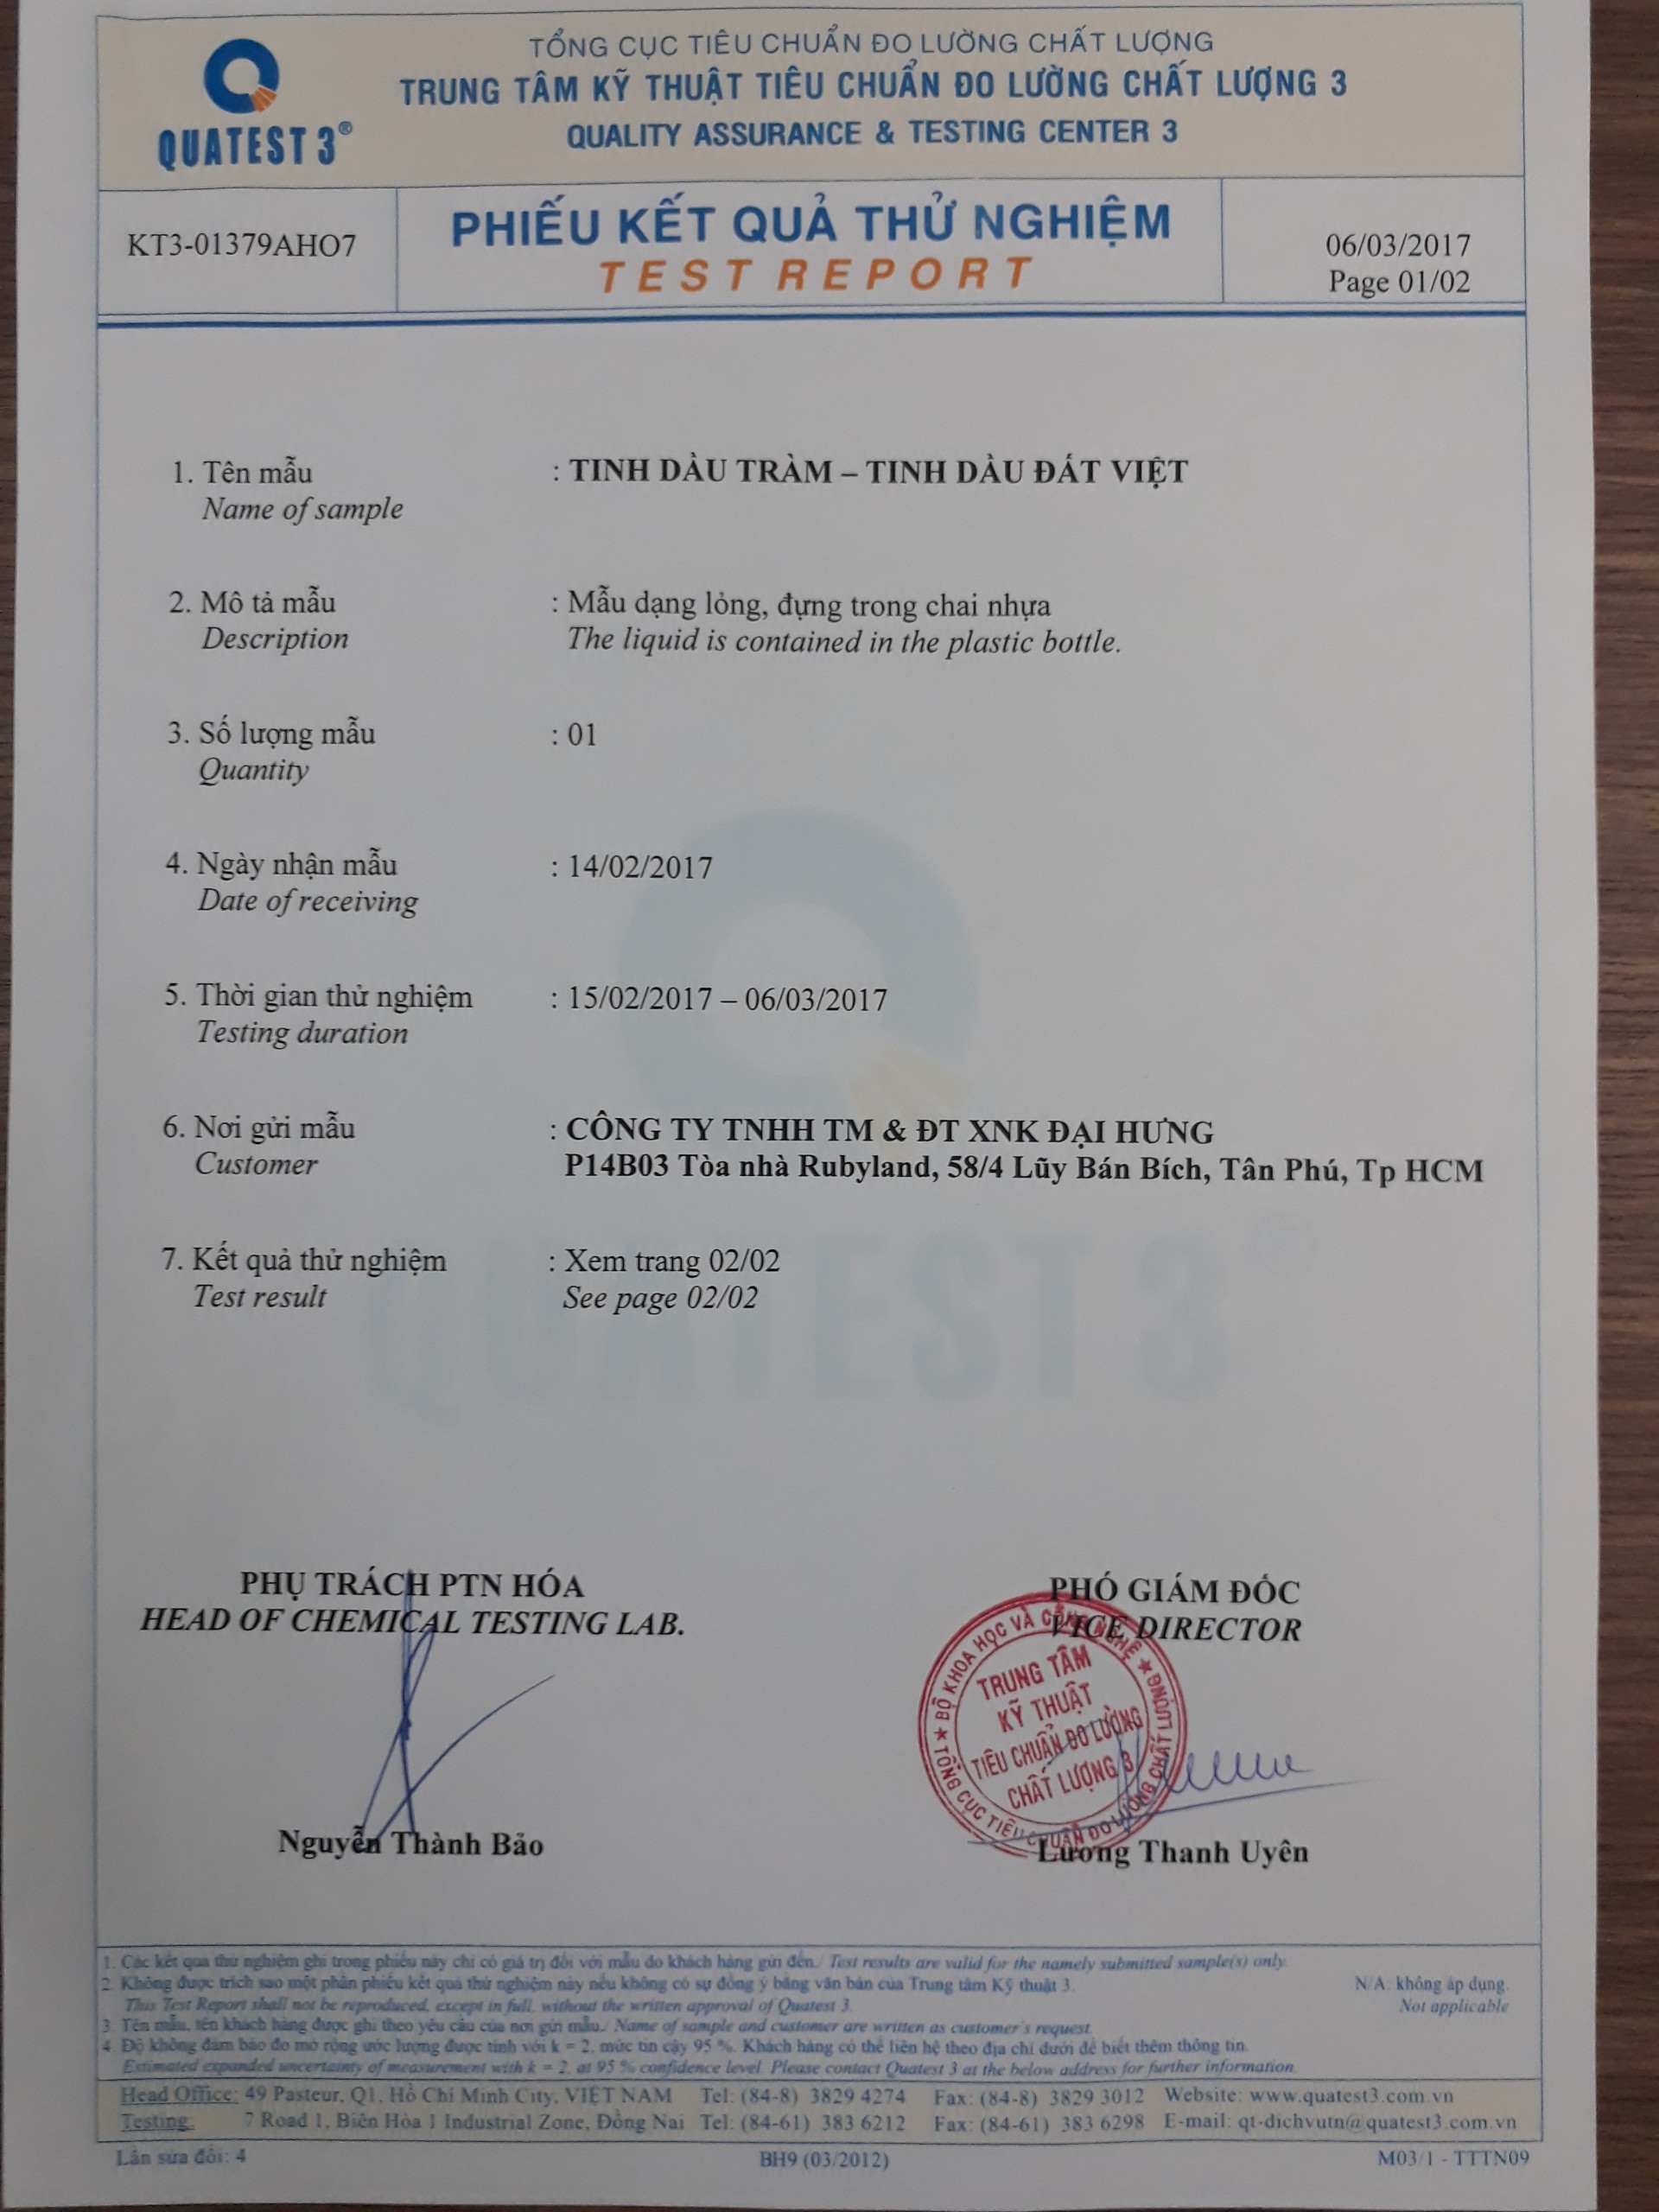 TỔNG CỤC TIÊU CHUẨN ĐO LƯỜNG CHẤT LƯỢNG
TRUNG TÂM KỸ THUẬT TIÊU CHUẨN ĐO LƯỜNG CHẤT LƯỢNG 3
QUALITY ASSURANCE & TESTING CENTER 3
QUATEST 3®
KT3-01379AHO7
PHIẾU KẾT QUẢ THỬ NGHIỆM
TEST REPORT
06/03/2017
Page 01/02
1. Tên mẫu : TINH DẦU TRÀM – TINH DẦU ĐẤT VIỆT
Name of sample
2. Mô tả mẫu : Mẫu dạng lỏng, đựng trong chai nhựa
Description The liquid is contained in the plastic bottle.
3. Số lượng mẫu : 01
Quantity
4. Ngày nhận mẫu : 14/02/2017
Date of receiving
5. Thời gian thử nghiệm : 15/02/2017 – 06/03/2017
Testing duration
6. Nơi gửi mẫu : CÔNG TY TNHH TM & ĐT XNK ĐẠI HƯNG
Customer P14B03 Tòa nhà Rubyland, 58/4 Lũy Bán Bích, Tân Phú, Tp HCM
7. Kết quả thử nghiệm : Xem trang 02/02
Test result See page 02/02
QUATEST 3®
PHỤ TRÁCH PTN HÓA
HEAD OF CHEMICAL TESTING LAB.
Nguyễn Thành Bảo
PHÓ GIÁM ĐỐC
VICE DIRECTOR
BỘ KHOA HỌC VÀ CÔNG NGHỆ
TỔNG CỤC TIÊU CHUẨN ĐO LƯỜNG CHẤT LƯỢNG
TRUNG TÂM
KỸ THUẬT
TIÊU CHUẨN ĐO LƯỜNG
CHẤT LƯỢNG 3
Lương Thanh Uyên
1. Các kết quả thử nghiệm ghi trong phiếu này chỉ có giá trị đối với mẫu do khách hàng gửi đến./ Test results are valid for the namely submitted sample(s) only.
2. Không được trích sao một phần phiếu kết quả thử nghiệm này nếu không có sự đồng ý bằng văn bản của Trung tâm Kỹ thuật 3.
This Test Report shall not be reproduced, except in full, without the written approval of Quatest 3.
3. Tên mẫu, tên khách hàng được ghi theo yêu cầu của nơi gửi mẫu./ Name of sample and customer are written as customer's request.
4. Độ không đảm bảo đo mở rộng ước lượng được tính với k = 2, mức tin cậy 95 %. Khách hàng có thể liên hệ theo địa chỉ dưới để biết thêm thông tin.
Estimated expanded uncertainty of measurement with k = 2, at 95 % confidence level. Please contact Quatest 3 at the below address for further information.
N/A: không áp dụng.
Not applicable
Head Office: 49 Pasteur, Q1, Hồ Chí Minh City, VIỆT NAM Tel: (84-8) 3829 4274 Fax: (84-8) 3829 3012 Website: www.quatest3.com.vn
Testing: 7 Road 1, Biên Hòa 1 Industrial Zone, Đồng Nai Tel: (84-61) 383 6212 Fax: (84-61) 383 6298 E-mail: qt-dichvutn@quatest3.com.vn
Lần sửa đổi: 4 BH9 (03/2012) M03/1 - TTTN09